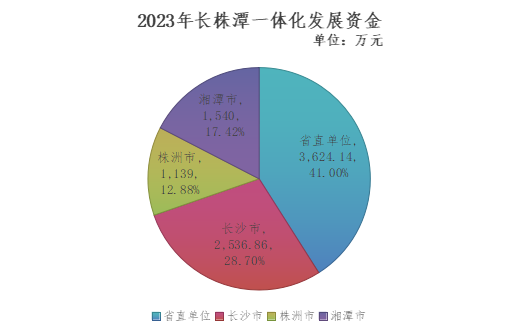 2023年长株潭一体化发展资金
单位：万元
湘潭市,
1,540,
17.42%
省直单位,
3,624.14,
41.00%
株洲市,
1,139,
12.88%
长沙市,
2,536.86,
28.70%
省直单位 长沙市 株洲市 湘潭市